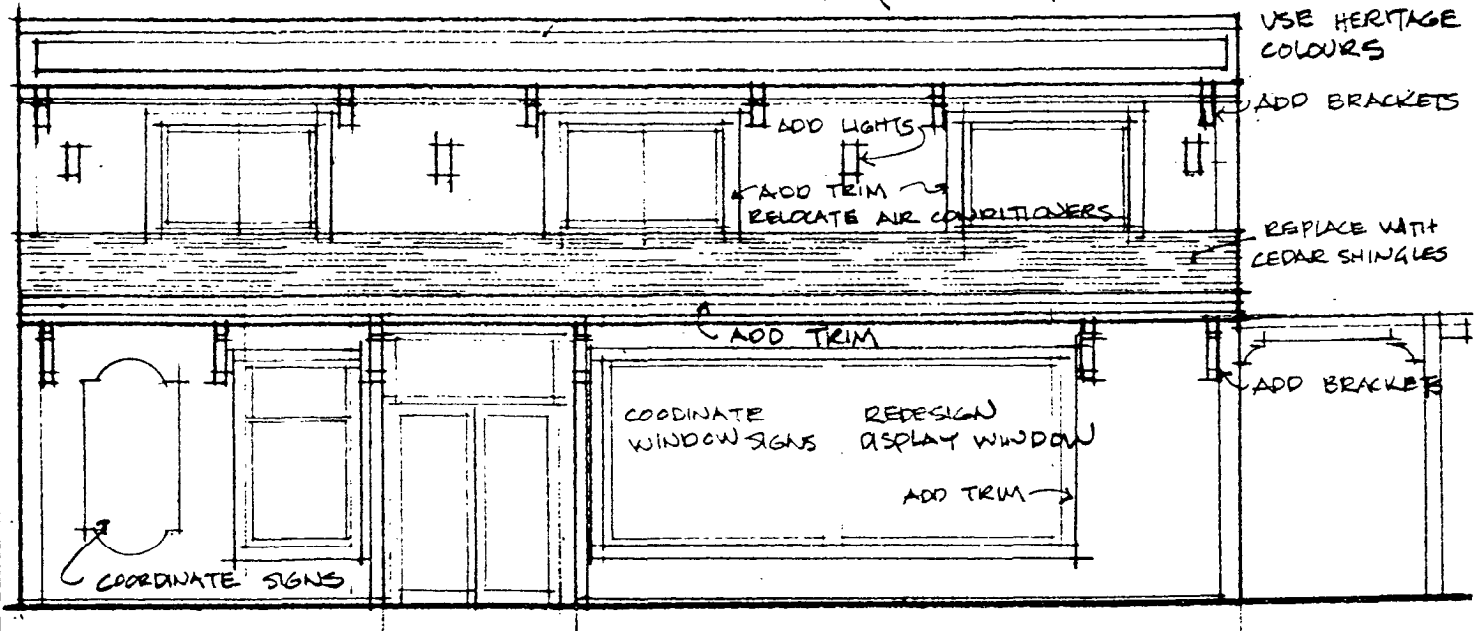 USE HERITAGE
COLOURS
ADD BRACKETS
ADD LIGHTS
ADD TRIM
RELOCATE AIR CONDITIONERS
REPLACE WITH
CEDAR SHINGLES
ADD TRIM
ADD BRACKETS
COODINATE
WINDOW SIGNS
REDESIGN
DISPLAY WINDOW
ADD TRIM
COORDINATE SIGNS